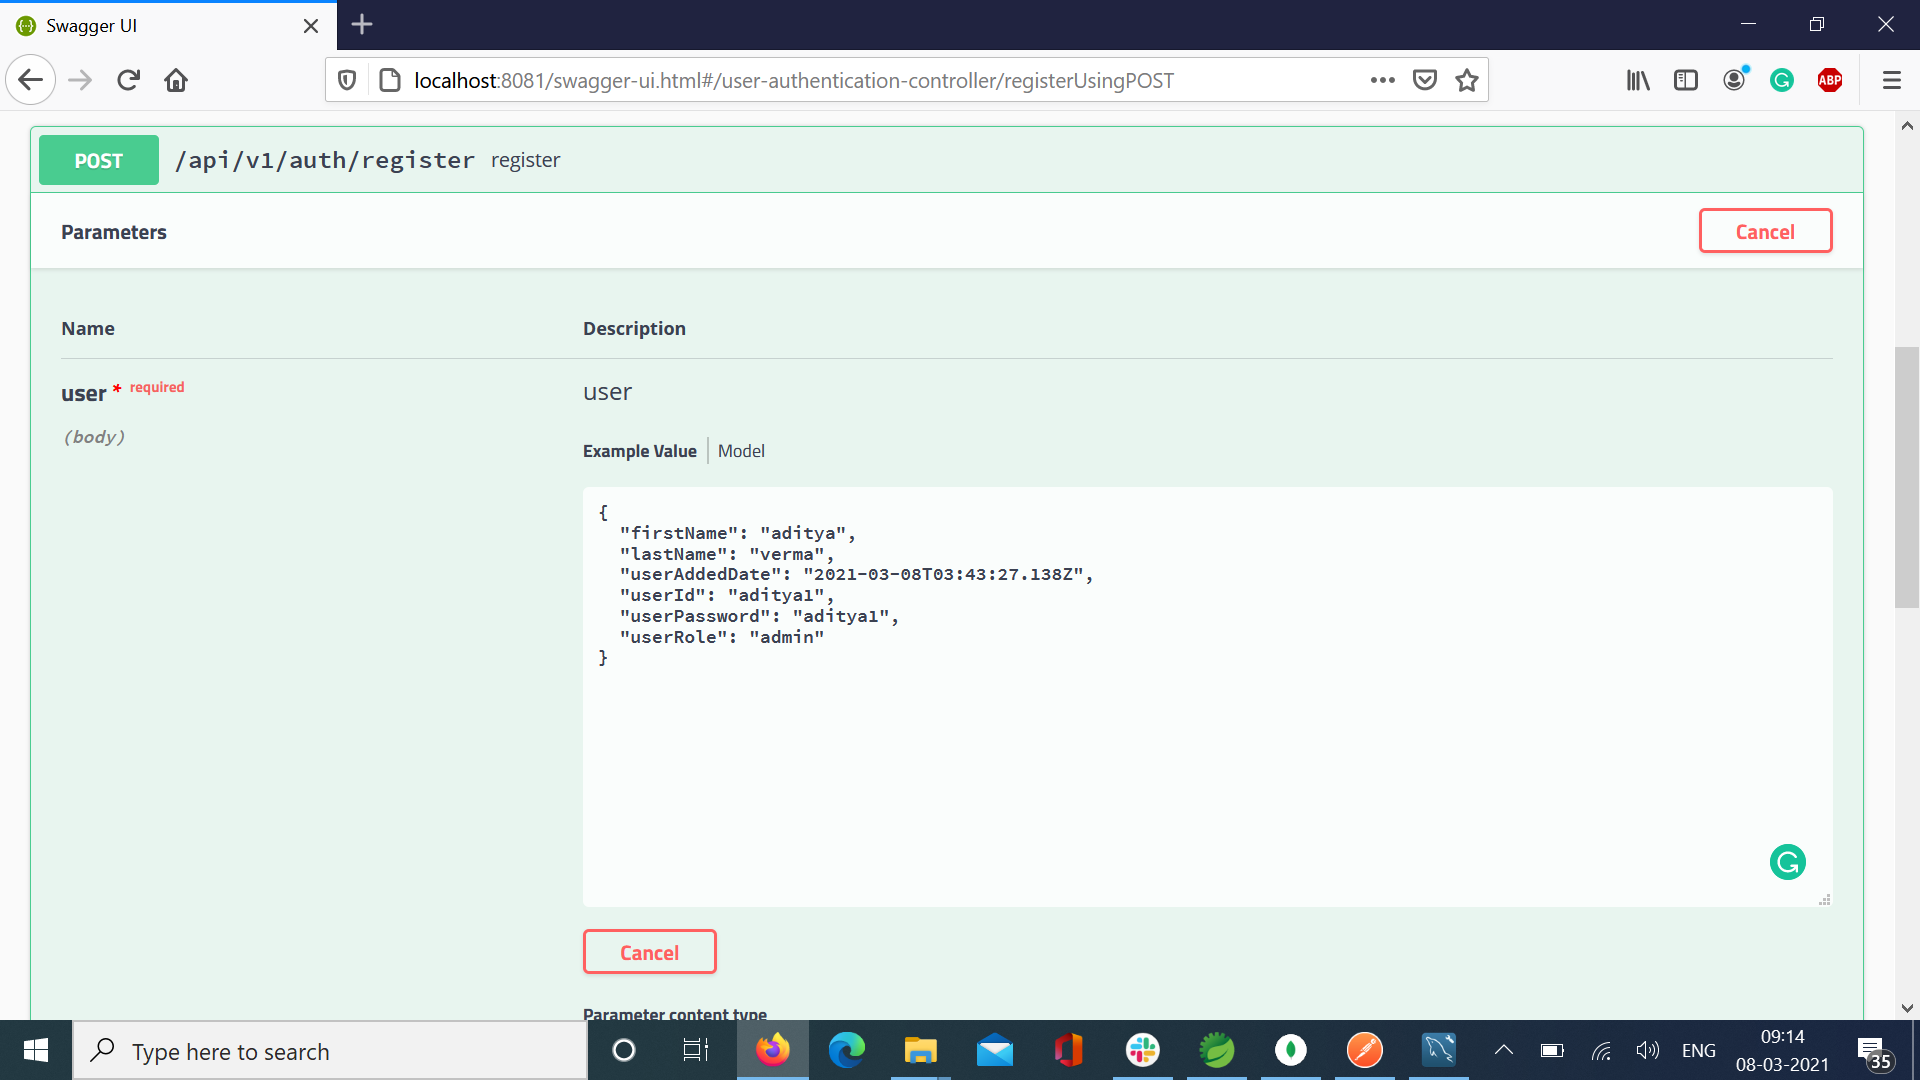 Swagger UI
localhost:8081/swagger-ui.html#/user-authentication-controller/registerUsingPOST
ABP
POST /api/v1/auth/register register
Parameters
Cancel
Name Description
user * required
user
(body)
Example Value Model
{
"firstName": "aditya",
"lastName": "verma",
"userAddedDate": "2021-03-08T03:43:27.138Z",
"userId": "aditya1",
"userPassword": "aditya1",
"userRole": "admin"
}
Cancel
Parameter content type
Type here to search
ENG
09:14
08-03-2021
35